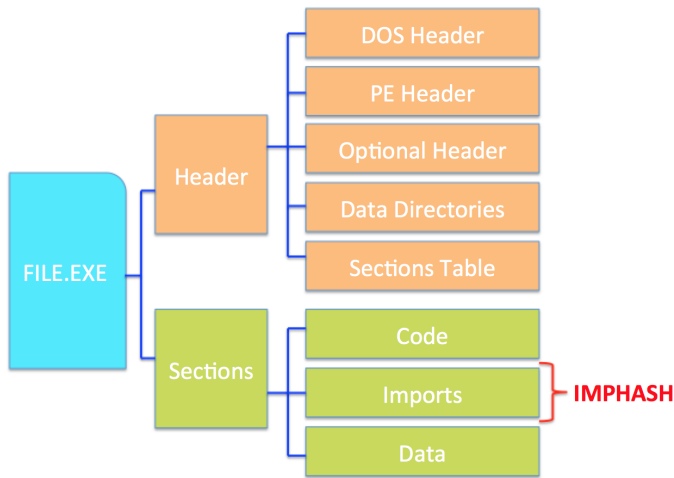 DOS Header
PE Header
Optional Header
Header
Data Directories
Sections Table
FILE.EXE
Code
Sections
Imports
IMPHASH
Data